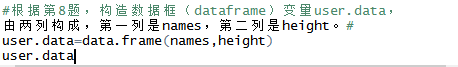 #根据第8题，构造数据框（dataframe）变量user.data，
由两列构成，第一列是names，第二列是height。#
user.data=data.frame(names,height)
user.data